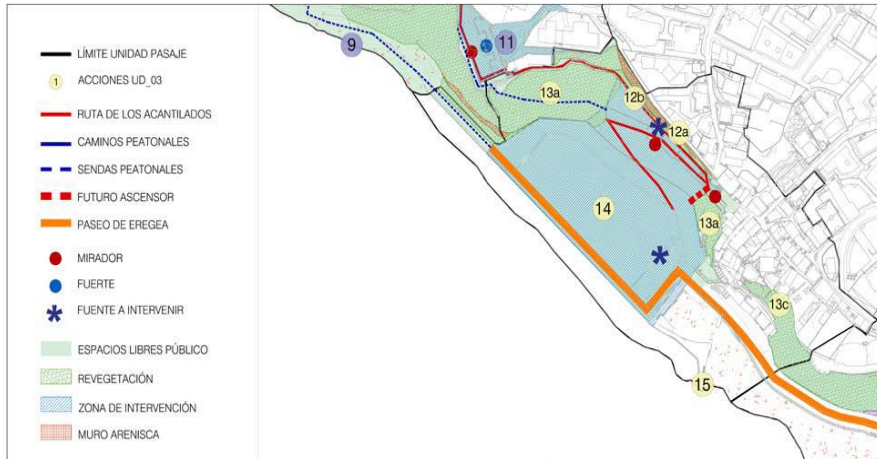 LÍMITE UNIDAD PASAJE
1 ACCIONES UD_03
RUTA DE LOS ACANTILADOS
CAMINOS PEATONALES
SENDAS PEATONALES
FUTURO ASCENSOR
PASEO DE EREGEA
MIRADOR
FUERTE
FUENTE A INTERVENIR
ESPACIOS LIBRES PÚBLICO
REVEGETACIÓN
ZONA DE INTERVENCIÓN
MURO ARENISCA
9
11
13a
12b
12a
14
13a
13c
15